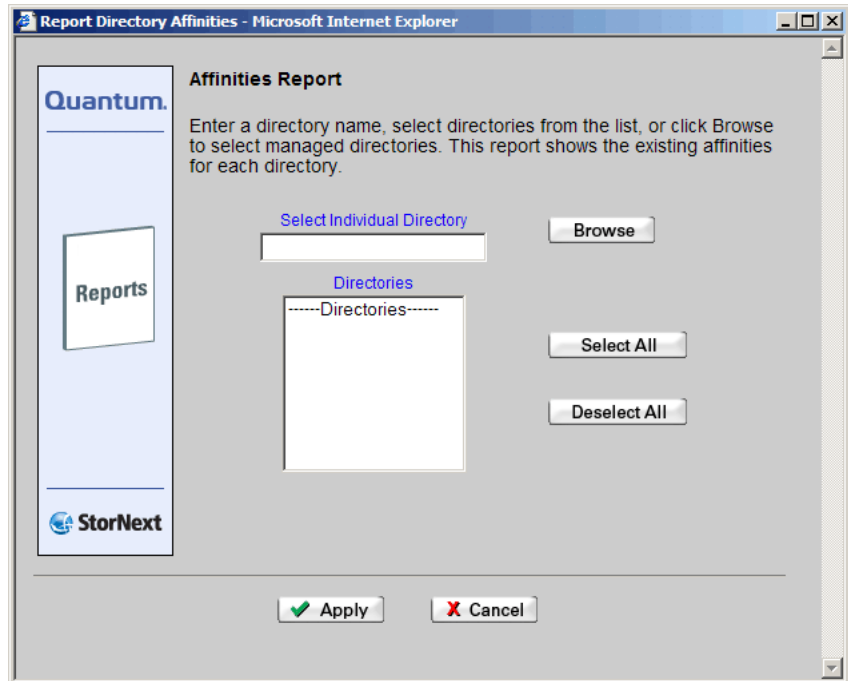 Report Directory Affinities - Microsoft Internet Explorer
Quantum.
Affinities Report
Enter a directory name, select directories from the list, or click Browse
to select managed directories. This report shows the existing affinities
for each directory.
Select Individual Directory
Browse
Reports
Directories
------Directories------
Select All
Deselect All
StorNext
Apply
X Cancel